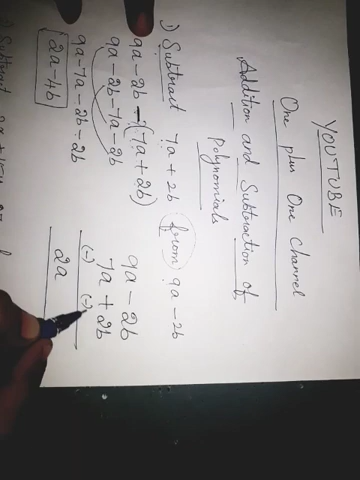 YOUTUBE
One plus One Channel
Addition and Subtraction of
Polynomials
1) Subtract 7a + 2b from 9a - 2b
9a - 2b - (7a + 2b)
9a - 2b - 7a - 2b
9a - 7a - 2b - 2b
2a - 4b
9a - 2b
7a + 2b
(-) (-)
2a
Subtract